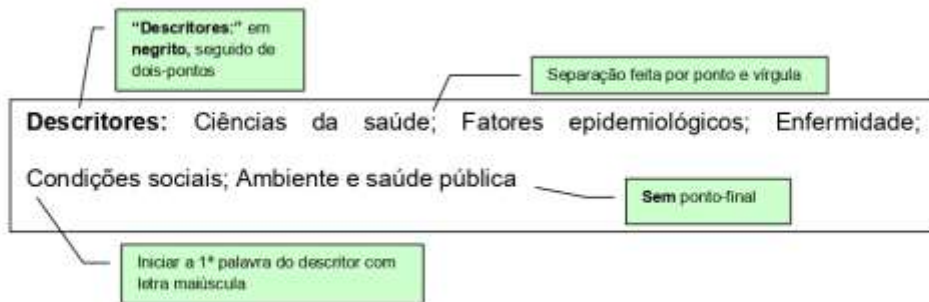 “Descritores:” em
negrito, seguido de
dois-pontos
Separação feita por ponto e vírgula
Descritores: Ciências da saúde; Fatores epidemiológicos; Enfermidade;
Condições sociais; Ambiente e saúde pública
Sem ponto-final
Iniciar a 1ª palavra do descritor com
letra maiúscula